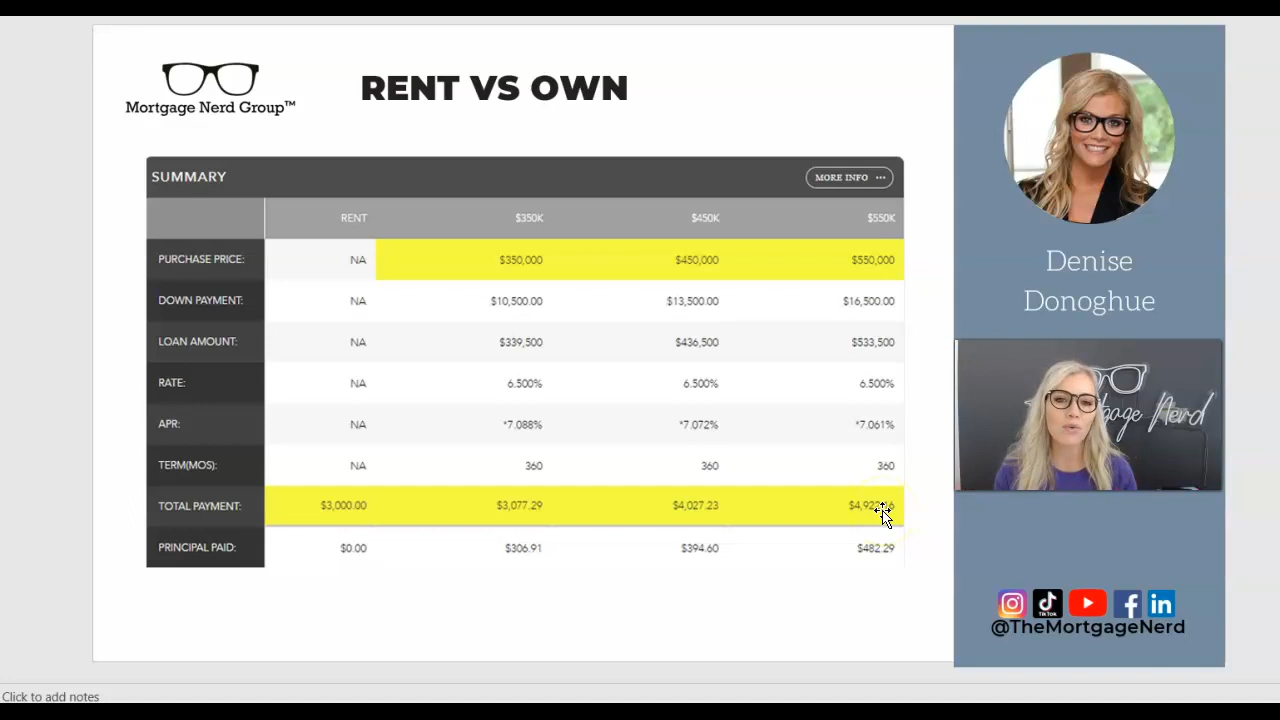 Mortgage Nerd Group™
RENT VS OWN
SUMMARY
MORE INFO ···
RENT $350K $450K $550K
PURCHASE PRICE: NA $350,000 $450,000 $550,000
DOWN PAYMENT: NA $10,500.00 $13,500.00 $16,500.00
LOAN AMOUNT: NA $339,500 $436,500 $533,500
RATE: NA 6.500% 6.500% 6.500%
APR: NA *7.088% *7.072% *7.061%
TERM(MOS): NA 360 360 360
TOTAL PAYMENT: $3,000.00 $3,077.29 $4,027.23
PRINCIPAL PAID: $0.00 $306.91 $394.60 $482.29
Denise
Donoghue
Nerd
TikTok
in
@TheMortgageNerd
Click to add notes